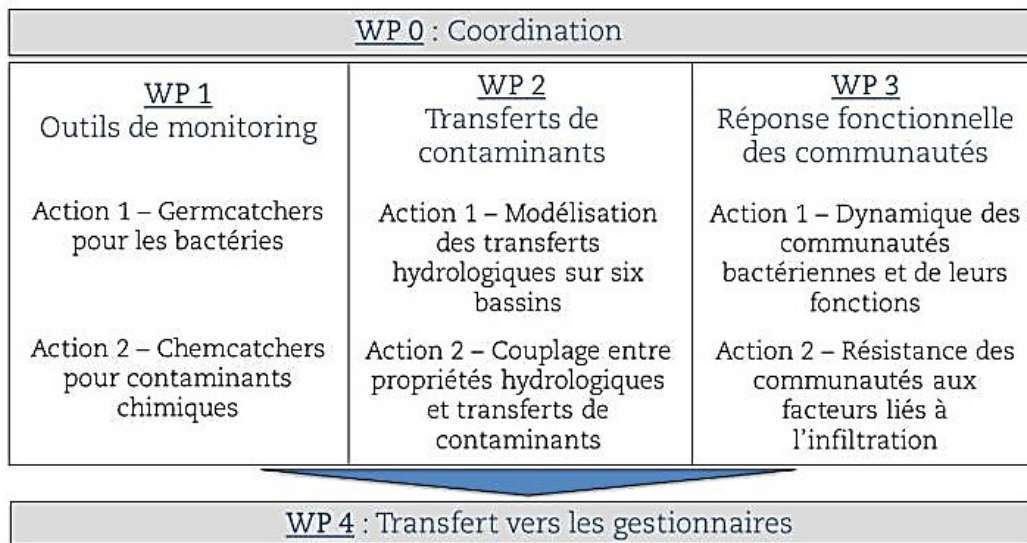 WP 0 : Coordination
WP 1
Outils de monitoring
Action 1 – Germcatchers
pour les bactéries
Action 2 – Chemcatchers
pour contaminants
chimiques
WP 2
Transferts de
contaminants
Action 1 – Modélisation
des transferts
hydrologiques sur six
bassins
Action 2 – Couplage entre
propriétés hydrologiques
et transferts de
contaminants
WP 3
Réponse fonctionnelle
des communautés
Action 1 – Dynamique des
communautés
bactériennes et de leurs
fonctions
Action 2 – Résistance des
communautés aux
facteurs liés à
l'infiltration
WP 4 : Transfert vers les gestionnaires